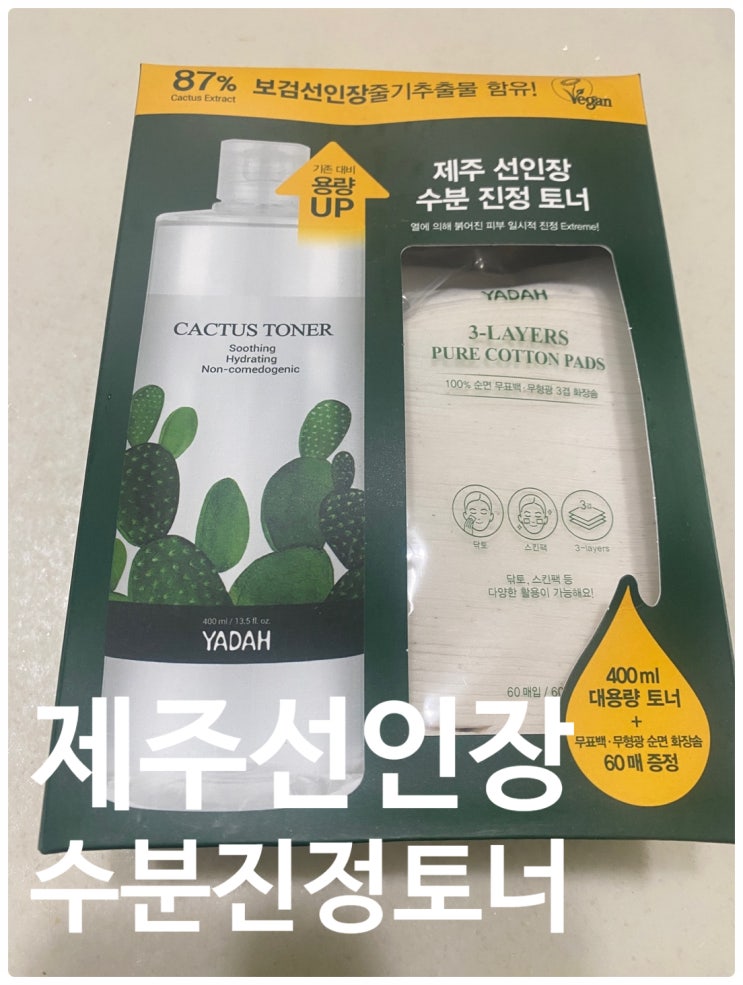 87%
Cactus Extract
보검선인장줄기추출물 함유!
Vegan
기존 대비
용량
UP
제주 선인장
수분 진정 토너
열에 의해 붉어진 피부 일시적 진정 Extreme!
CACTUS TONER
Soothing
Hydrating
Non-comedogenic
400 ml / 13.5 fl. oz.
YADAH
YADAH
3-LAYERS
PURE COTTON PADS
100% 순면 무표백·무형광 3겹 화장솜
닦토
스킨팩
3겹
3-layers
닦토, 스킨팩 등
다양한 활용이 가능해요!
60 매입 / 60
400ml
대용량 토너
+
무표백·무형광 순면 화장솜
60매 증정
제주선인장
수분진정토너